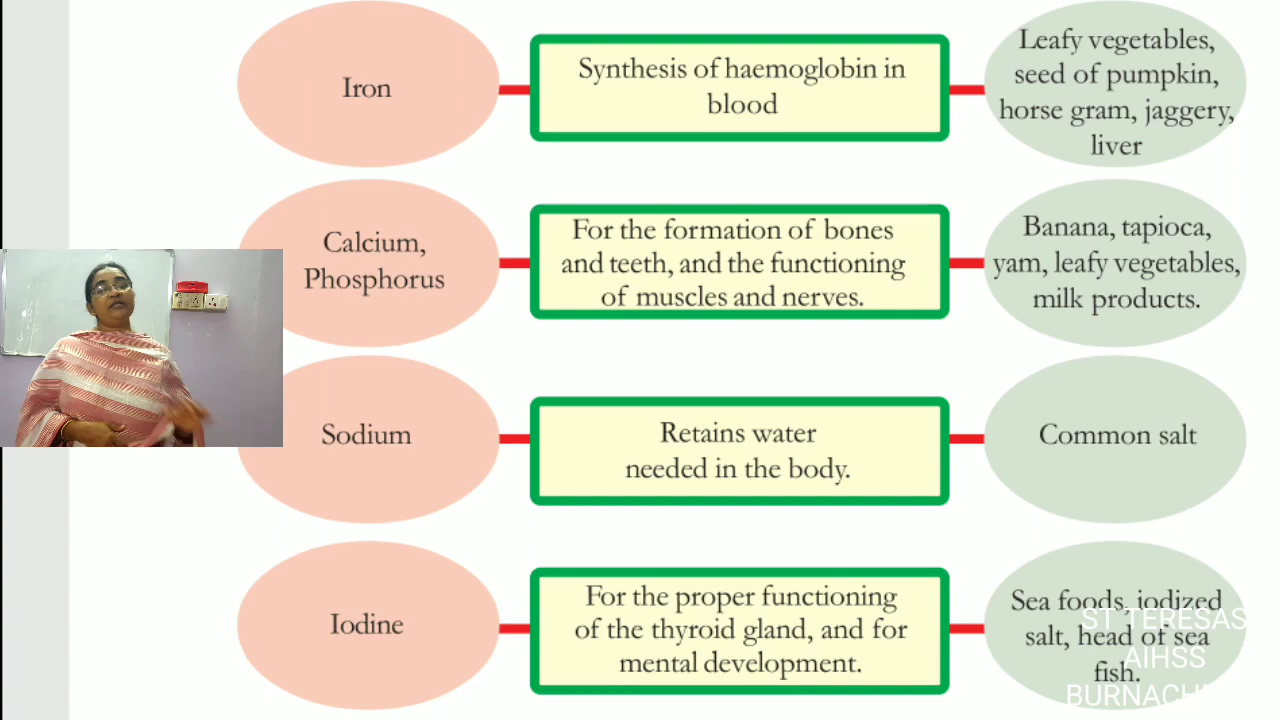 Iron
Synthesis of haemoglobin in
blood
Leafy vegetables,
seed of pumpkin,
horse gram, jaggery,
liver
Calcium,
Phosphorus
For the formation of bones
and teeth, and the functioning
of muscles and nerves.
Banana, tapioca,
yam, leafy vegetables,
milk products.
Sodium
Retains water
needed in the body.
Common salt
Iodine
For the proper functioning
of the thyroid gland, and for
mental development.
Sea foods, iodized
salt, head of sea
fish.
ST TERESAS
AIHSS